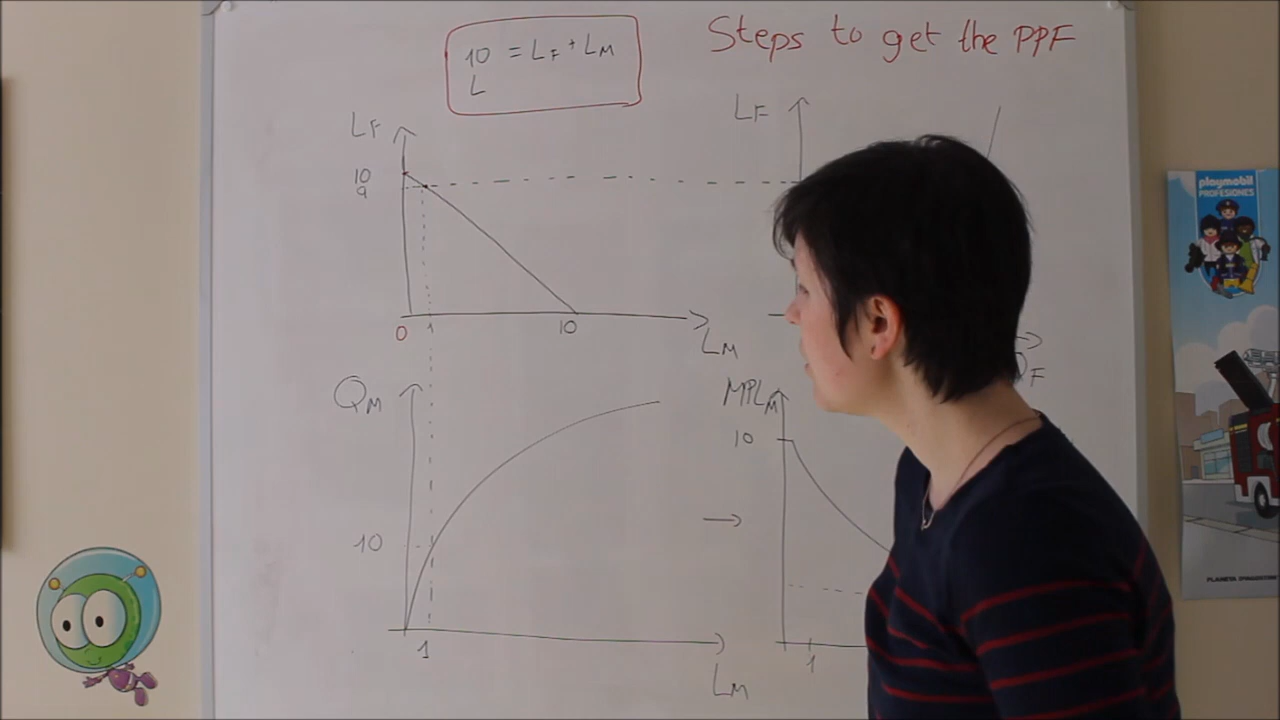 Steps to get the PPF
10 = LF + LM
L
LF
10
9
0
1
10
LM
LF
QM
10
1
LM
MPLM
10
1
F
playmobil
PROFESIONES